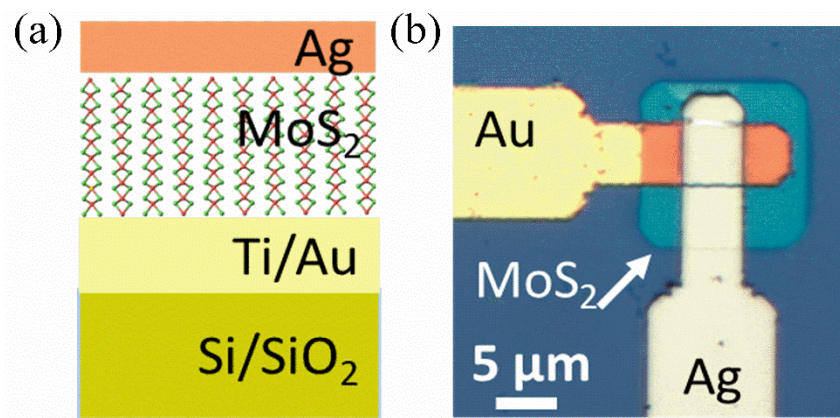 (a)
Ag
MoS₂
Ti/Au
Si/SiO₂
(b)
Au
MoS₂
5 μm
Ag